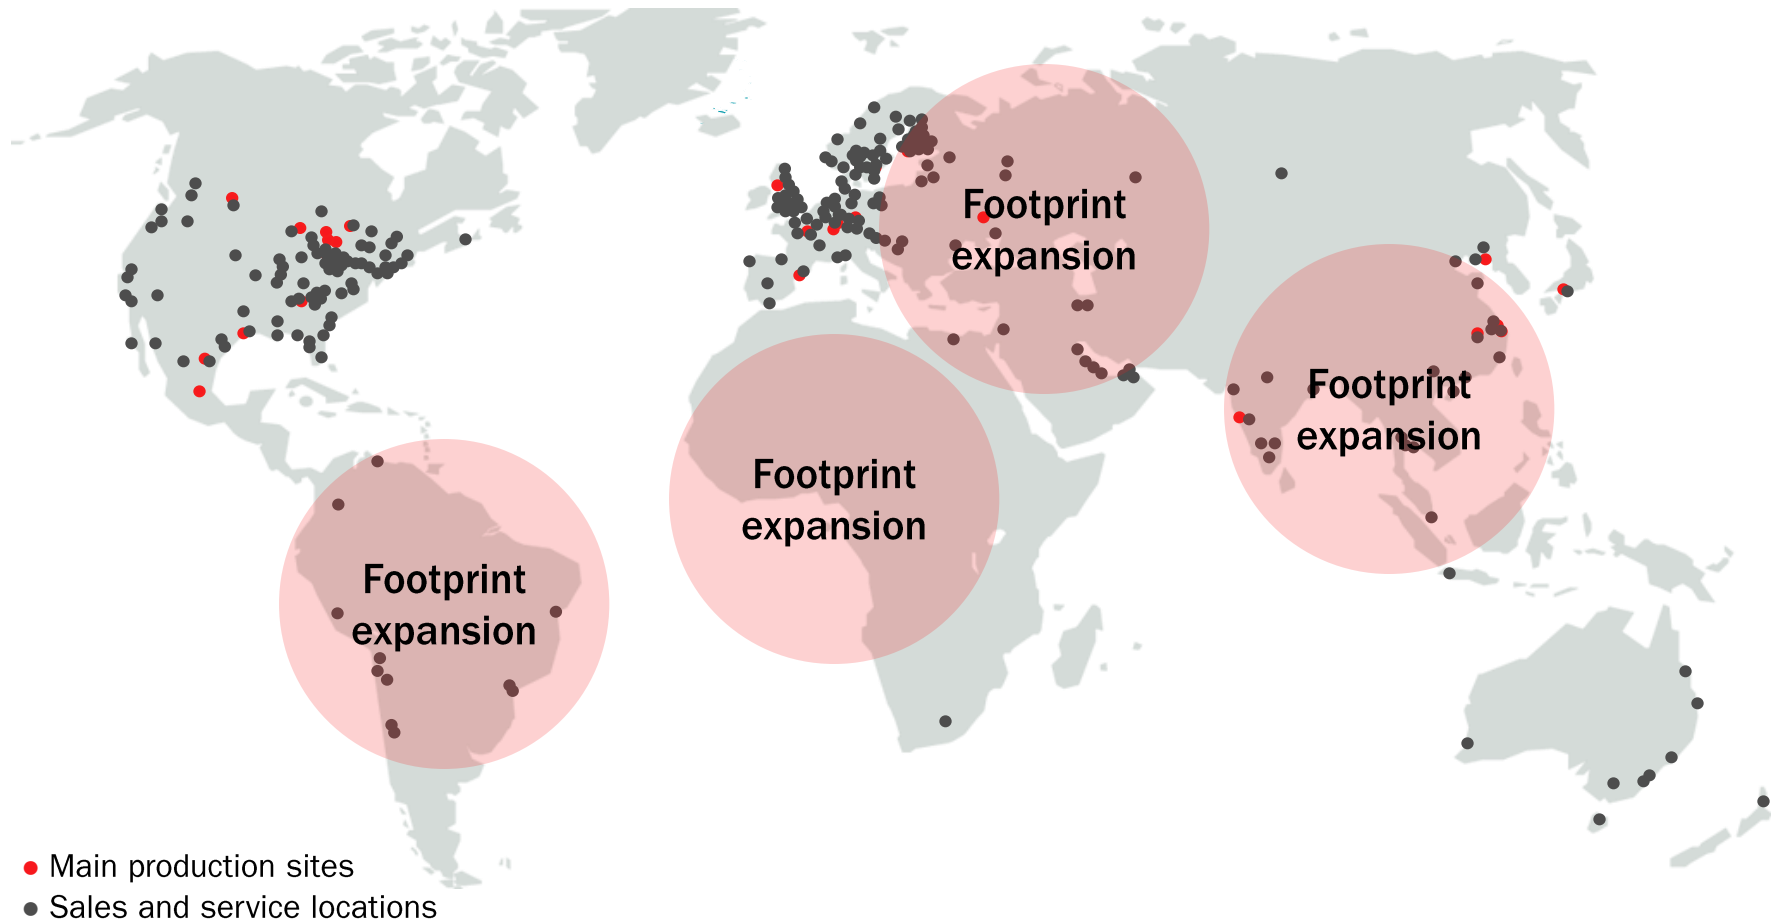 Footprint
expansion
Footprint
expansion
Footprint
expansion
Footprint
expansion
Main production sites
Sales and service locations